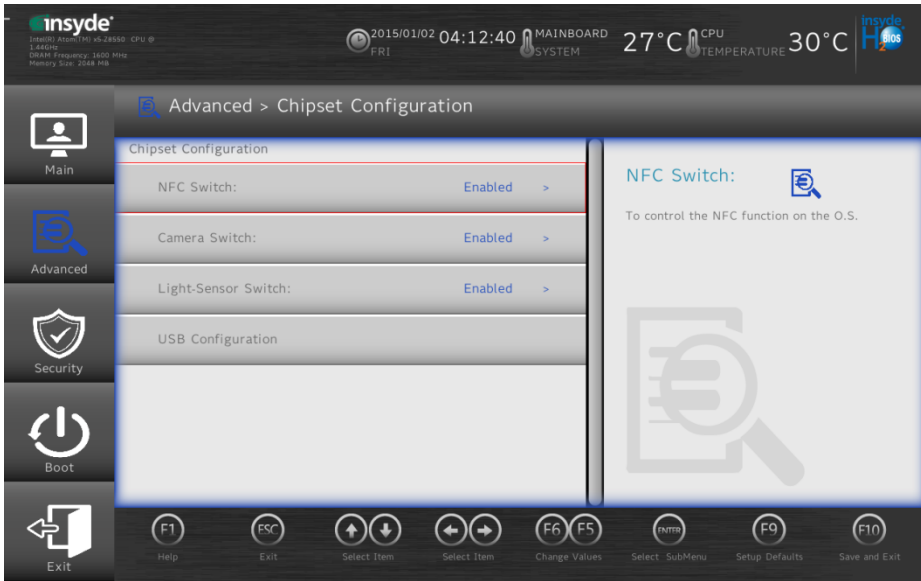 insyde
Intel(R) Atom(TM) x5-Z8550 CPU @
1.44GHz
DRAM Frequency: 1600 MHz
Memory Size: 2048 MB
2015/01/02
FRI
04:12:40
MAINBOARD
SYSTEM
27°C
CPU
TEMPERATURE
30°C
insyde
H2BIOS
Advanced > Chipset Configuration
Main
Advanced
Security
Boot
Exit
Chipset Configuration
NFC Switch: Enabled >
Camera Switch: Enabled >
Light-Sensor Switch: Enabled >
USB Configuration
NFC Switch:
To control the NFC function on the O.S.
F1
Help
ESC
Exit
Select Item
Select Item
F6 F5
Change Values
ENTER
Select SubMenu
F9
Setup Defaults
F10
Save and Exit